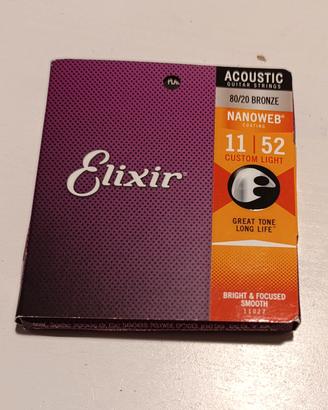 ACOUSTIC
GUITAR STRINGS
80/20 BRONZE
NANOWEB®
COATING
11 | 52
CUSTOM LIGHT
Elixir®
GREAT TONE
LONG LIFE™
BRIGHT & FOCUSED
SMOOTH
11027